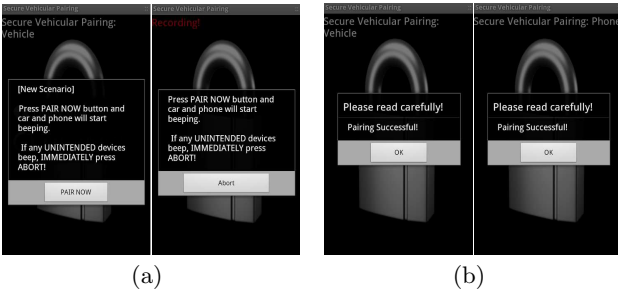 Secure Vehicular Pairing
Secure Vehicular Pairing:
Vehicle
[New Scenario]
Press PAIR NOW button and
car and phone will start
beeping.
If any UNINTENDED devices
beep, IMMEDIATELY press
ABORT!
PAIR NOW
Secure Vehicular Pairing
Recording!
Press PAIR NOW button and
car and phone will start
beeping.
If any UNINTENDED devices
beep, IMMEDIATELY press
ABORT!
Abort
(a)
Secure Vehicular Pairing
Secure Vehicular Pairing:
Vehicle
Please read carefully!
Pairing Successful!
OK
Secure Vehicular Pairing
Secure Vehicular Pairing: Phone
Please read carefully!
Pairing Successful!
OK
(b)